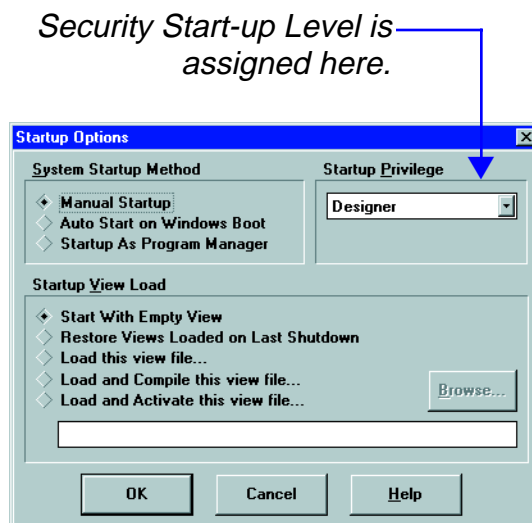 Security Start-up Level is
assigned here.
Startup Options
System Startup Method
Startup Privilege
Manual Startup
Auto Start on Windows Boot
Startup As Program Manager
Designer
Startup View Load
Start With Empty View
Restore Views Loaded on Last Shutdown
Load this view file...
Load and Compile this view file...
Load and Activate this view file...
Browse...
OK
Cancel
Help